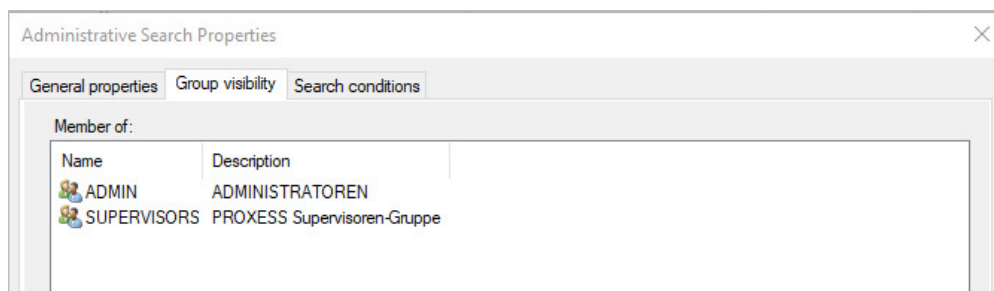 Administrative Search Properties
General properties Group visibility Search conditions
Member of:
Name Description
ADMIN ADMINISTRATOREN
SUPERVISORS PROXESS Supervisoren-Gruppe